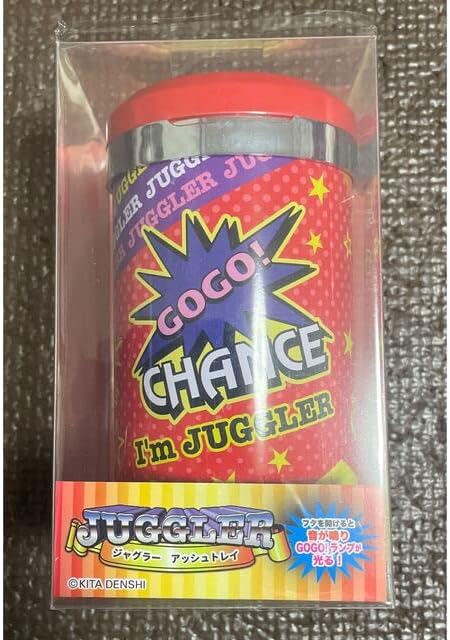 JUGGLER JUGG
JUGGLER JUGGLER JUG
GOGO!
CHANCE
I'm JUGGLER
JUGGLER
ジャグラー アッシュトレイ
フタを開けると
音が鳴り
GOGO!ランプが
光る!
©KITA DENSHI